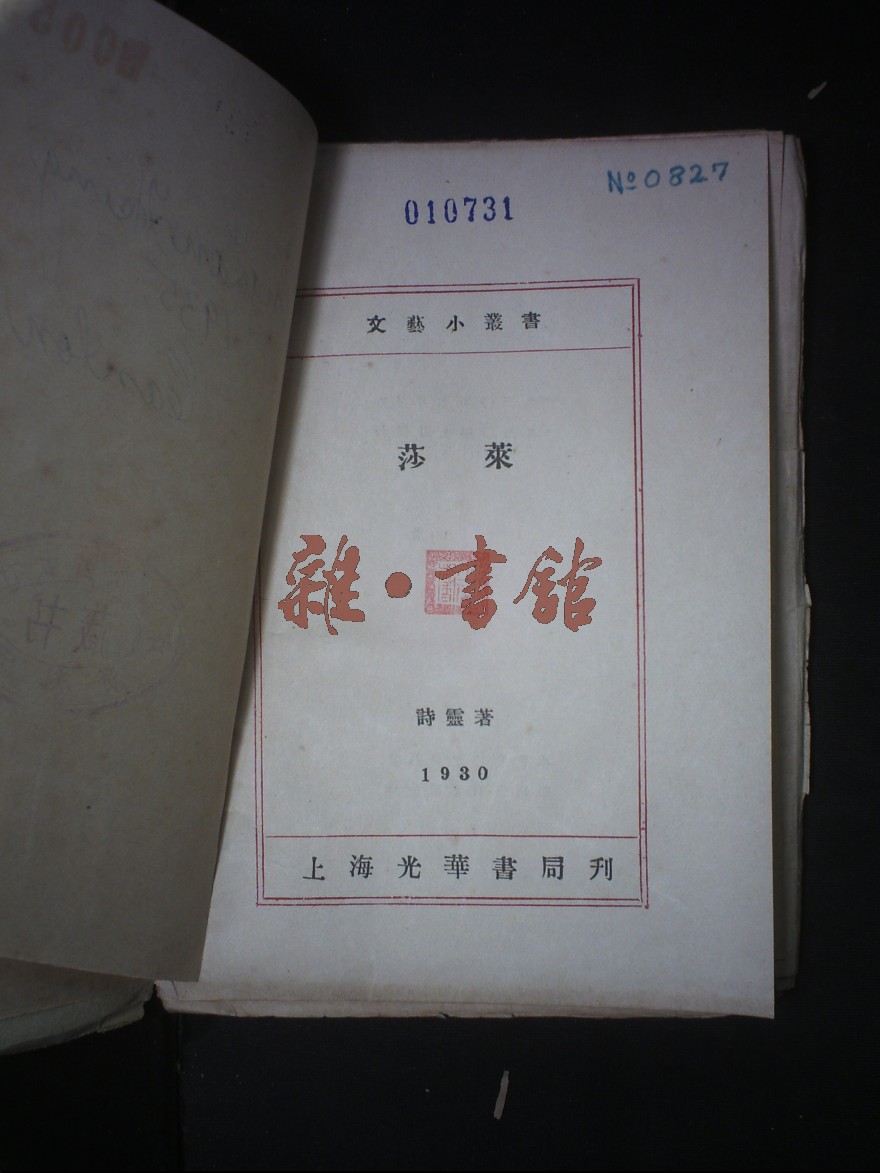 №0827
010731
文藝小叢書
莎萊
雜·書館
詩靈著
1930
上海光華書局刊